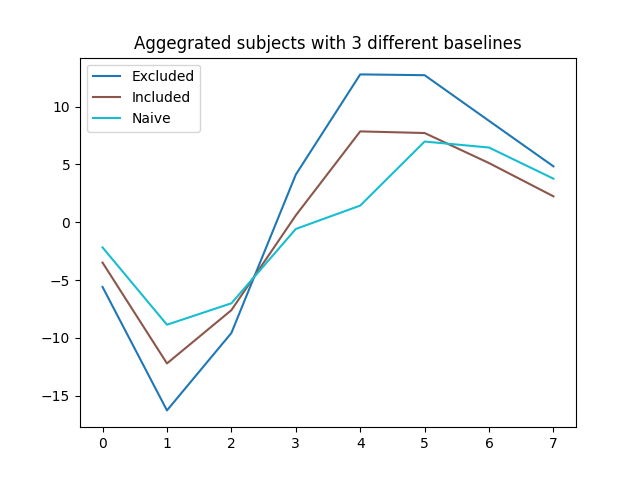 Aggegrated subjects with 3 different baselines
Excluded
Included
Naive
10
5
0
−5
−10
−15
0 1 2 3 4 5 6 7